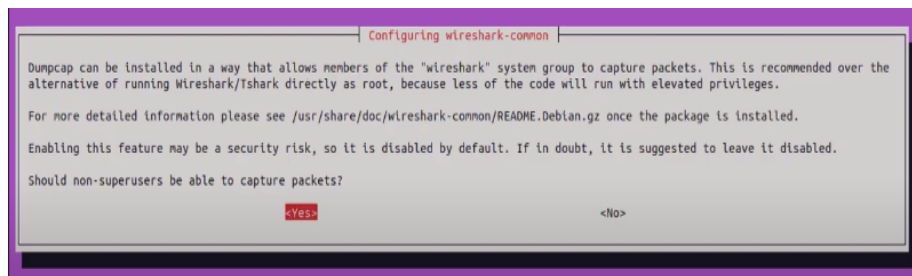 Configuring wireshark-common
Dumpcap can be installed in a way that allows members of the "wireshark" system group to capture packets. This is recommended over the
alternative of running Wireshark/Tshark directly as root, because less of the code will run with elevated privileges.
For more detailed information please see /usr/share/doc/wireshark-common/README.Debian.gz once the package is installed.
Enabling this feature may be a security risk, so it is disabled by default. If in doubt, it is suggested to leave it disabled.
Should non-superusers be able to capture packets?
<Yes> <No>